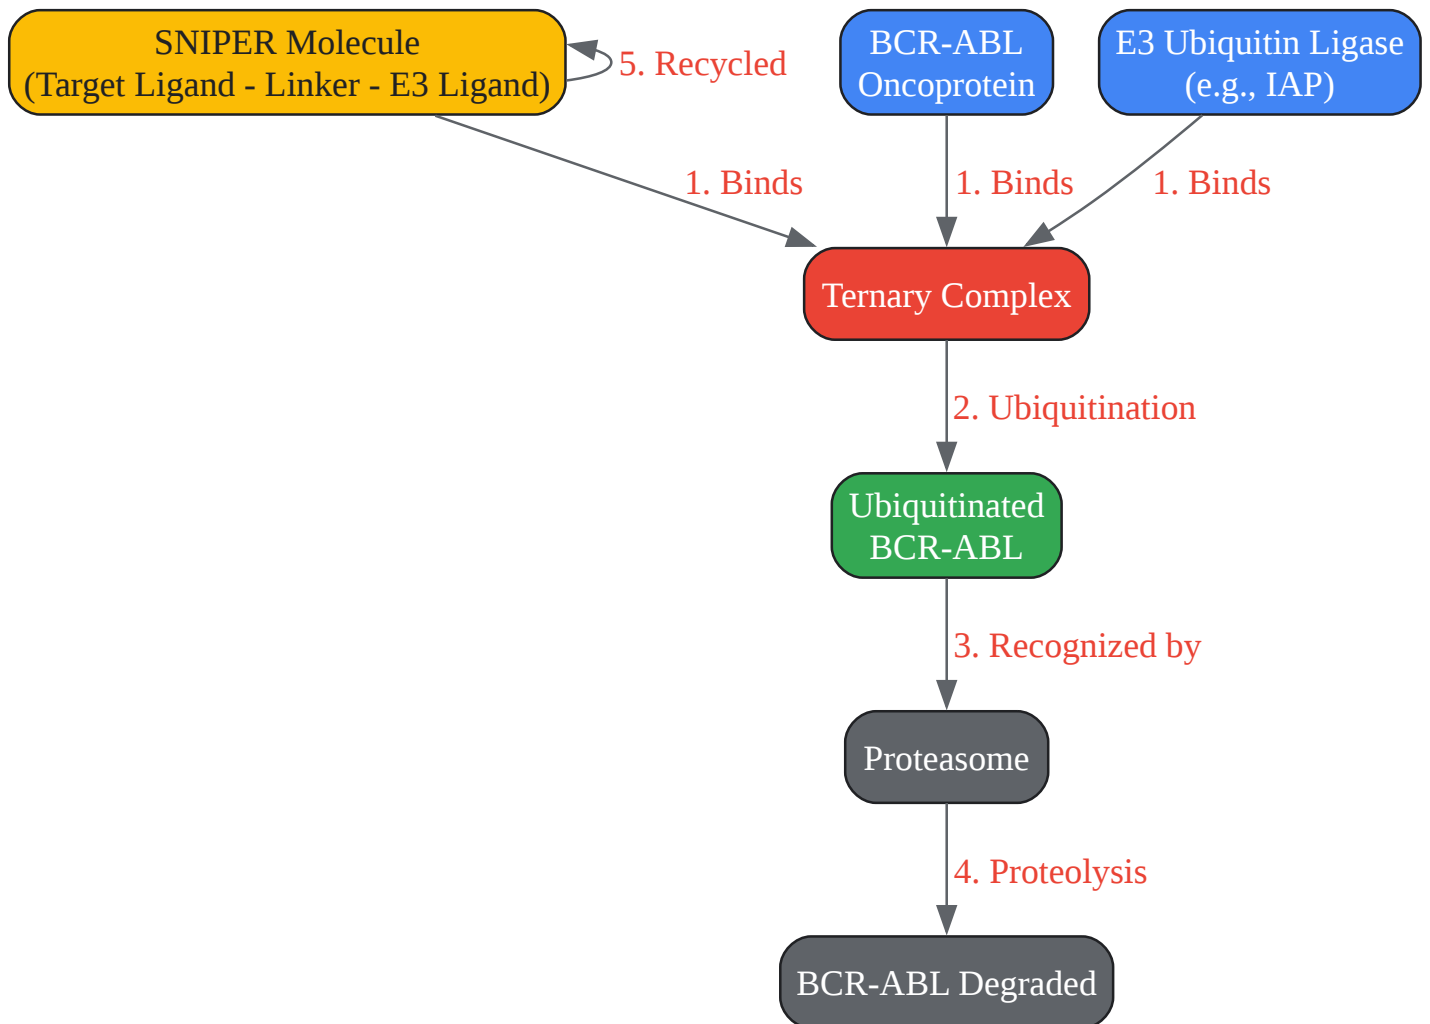 SNIPER Molecule
(Target Ligand - Linker - E3 Ligand)
5. Recycled
BCR-ABL
Oncoprotein
E3 Ubiquitin Ligase
(e.g., IAP)
1. Binds
1. Binds
1. Binds
Ternary Complex
2. Ubiquitination
Ubiquitinated
BCR-ABL
3. Recognized by
Proteasome
4. Proteolysis
BCR-ABL Degraded